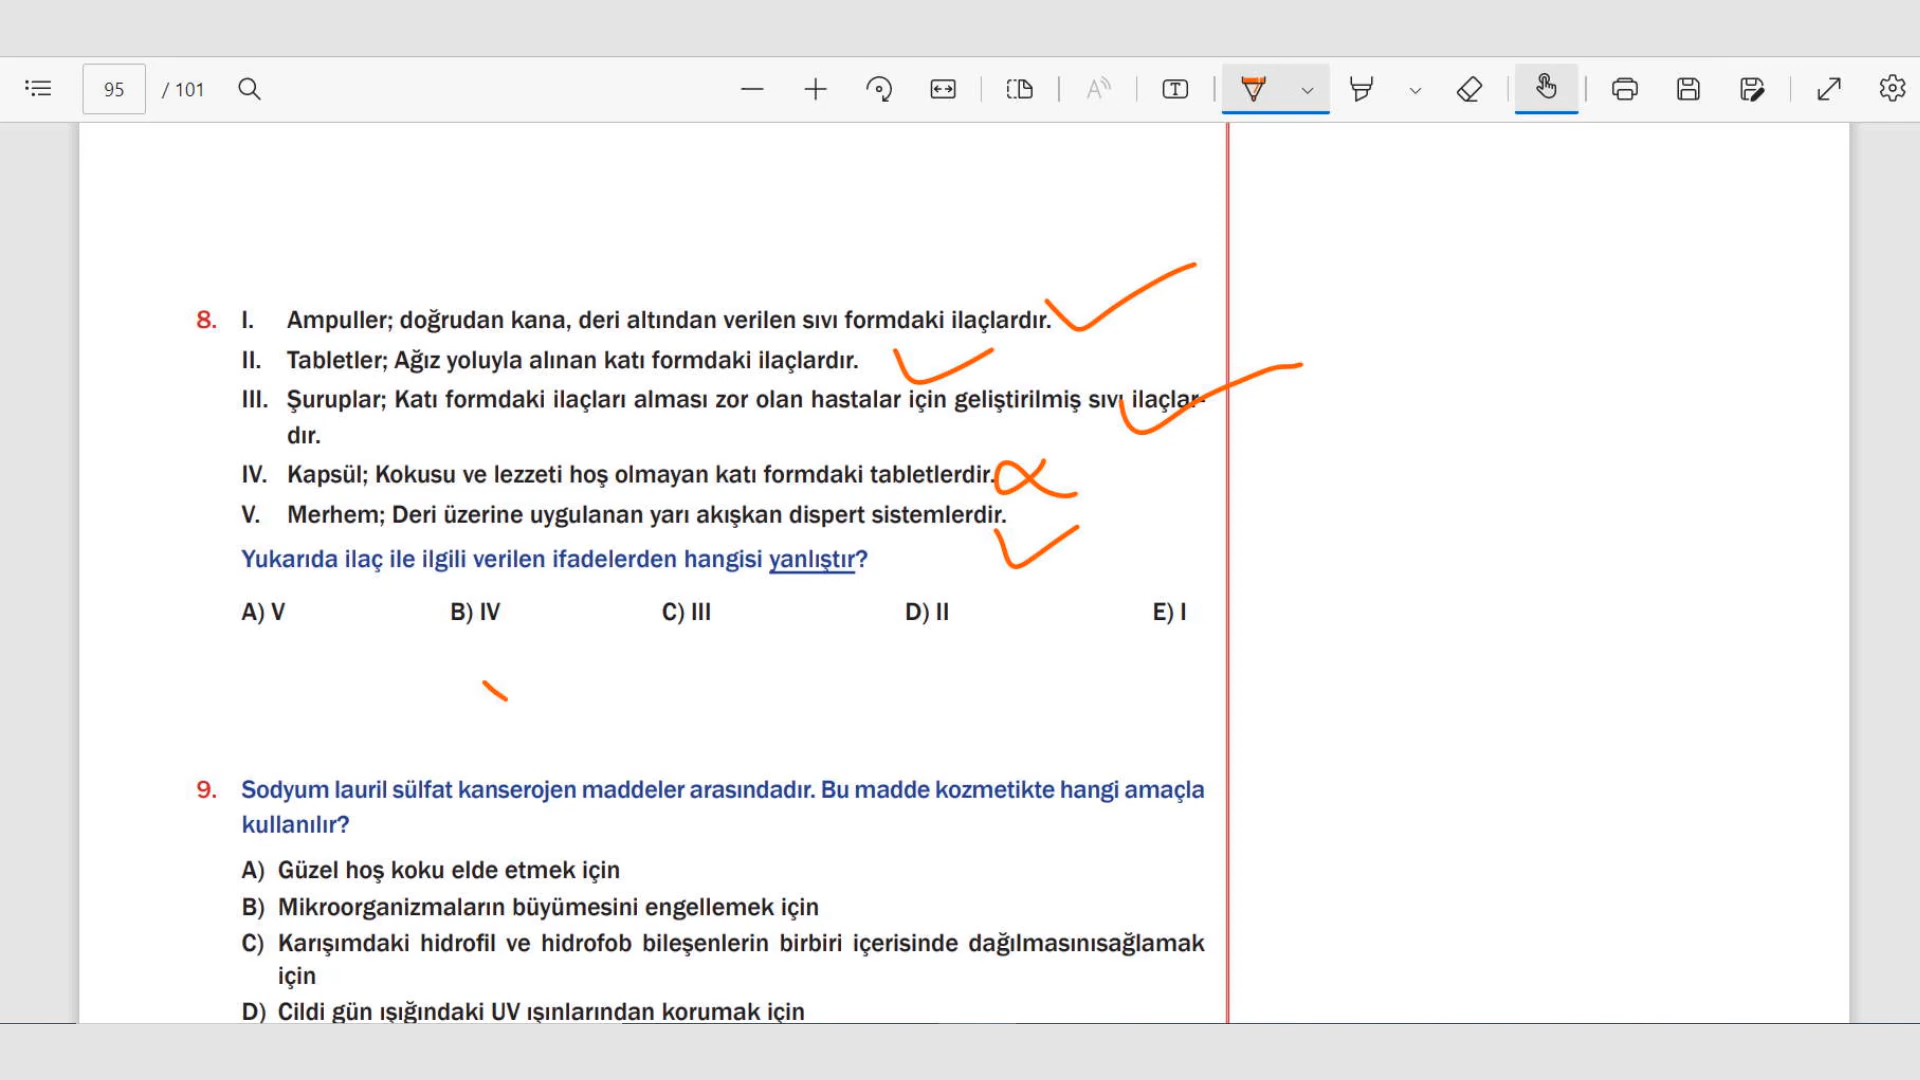 95 / 101
8. I. Ampuller; doğrudan kana, deri altından verilen sıvı formdaki ilaçlardır.
II. Tabletler; Ağız yoluyla alınan katı formdaki ilaçlardır.
III. Şuruplar; Katı formdaki ilaçları alması zor olan hastalar için geliştirilmiş sıvı ilaçlar-
dır.
IV. Kapsül; Kokusu ve lezzeti hoş olmayan katı formdaki tabletlerdir.
V. Merhem; Deri üzerine uygulanan yarı akışkan dispert sistemlerdir.
Yukarıda ilaç ile ilgili verilen ifadelerden hangisi yanlıştır?
A) V B) IV C) III D) II E) I
9. Sodyum lauril sülfat kanserojen maddeler arasındadır. Bu madde kozmetikte hangi amaçla
kullanılır?
A) Güzel hoş koku elde etmek için
B) Mikroorganizmaların büyümesini engellemek için
C) Karışımdaki hidrofil ve hidrofob bileşenlerin birbiri içerisinde dağılmasınısağlamak
için
D) Cildi gün ışığındaki UV ışınlarından korumak için